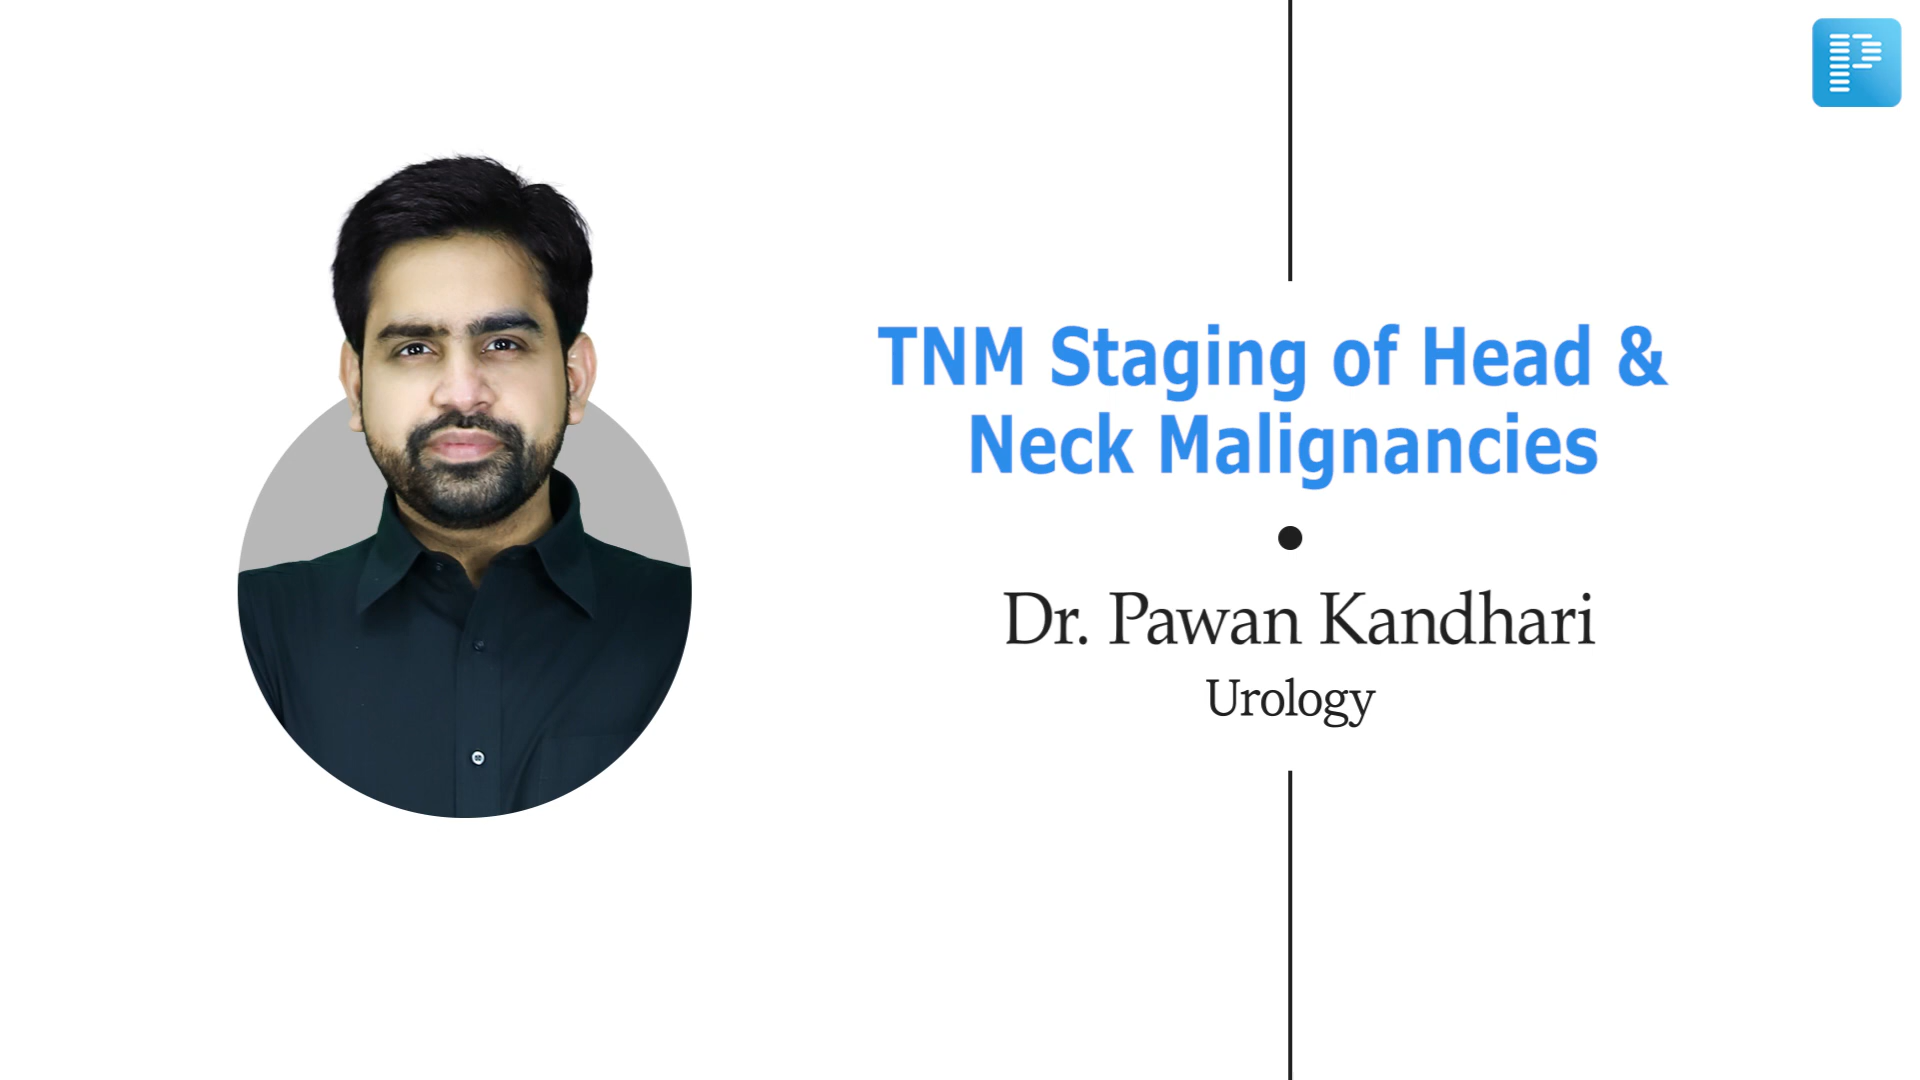 TNM Staging of Head &
Neck Malignancies
Dr. Pawan Kandhari
Urology
P